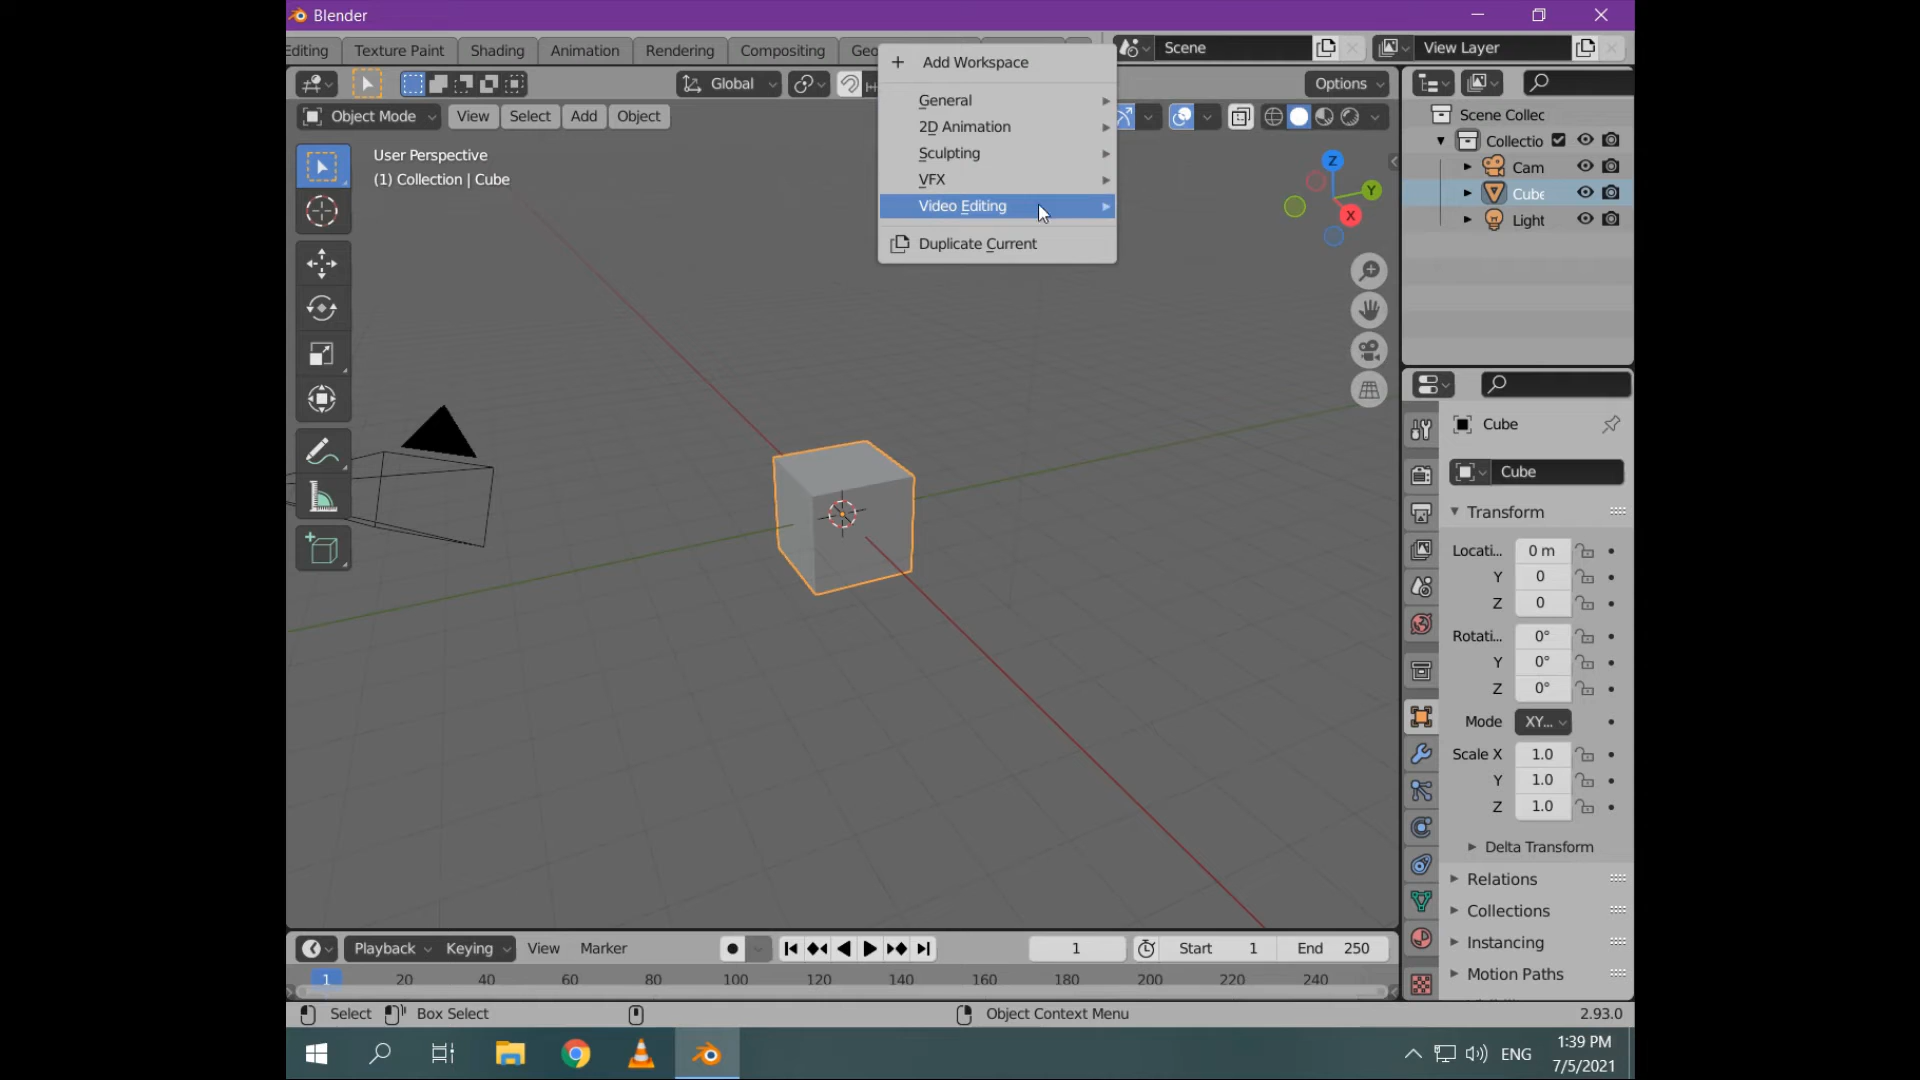 Blender
Editing
Texture Paint
Shading
Animation
Rendering
Compositing
Geo
Scene
View Layer
Add Workspace
General
2D Animation
Sculpting
VFX
Video Editing
Duplicate Current
Global
Options
Object Mode
View
Select
Add
Object
User Perspective
(1) Collection | Cube
Z
Y
X
Scene Collec
Collectio
Cam
Cube
Light
Cube
Cube
Transform
Locati... 0 m
Y 0
Z 0
Rotati... 0°
Y 0°
Z 0°
Mode XY...
Scale X 1.0
Y 1.0
Z 1.0
Delta Transform
Relations
Collections
Instancing
Motion Paths
Playback
Keying
View
Marker
1
Start 1
End 250
1 20 40 60 80 100 120 140 160 180 200 220 240
Select
Box Select
Object Context Menu
2.93.0
ENG
1:39 PM
7/5/2021